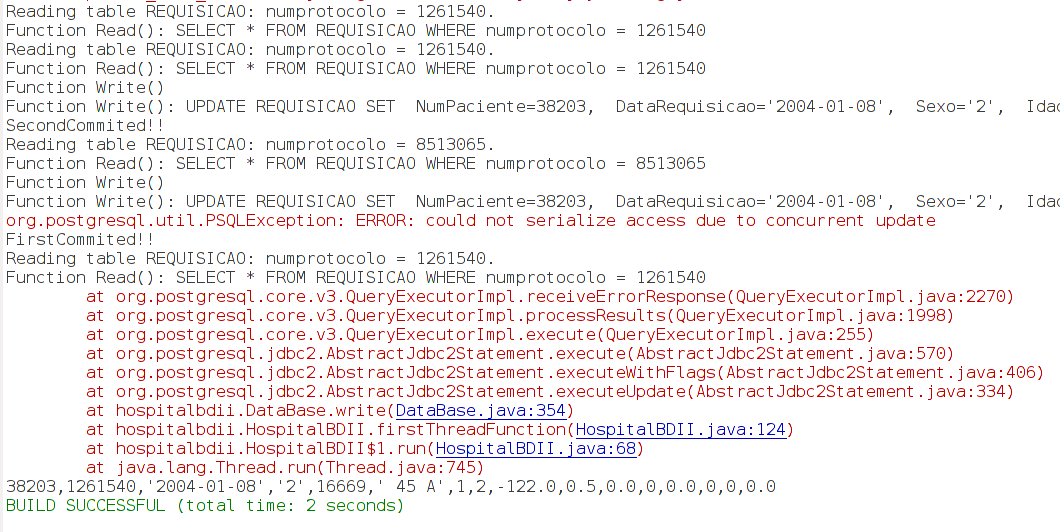 Reading table REQUISICAO: numprotocolo = 1261540.
Function Read(): SELECT * FROM REQUISICAO WHERE numprotocolo = 1261540
Reading table REQUISICAO: numprotocolo = 1261540.
Function Read(): SELECT * FROM REQUISICAO WHERE numprotocolo = 1261540
Function Write()
Function Write(): UPDATE REQUISICAO SET  NumPaciente=38203,  DataRequisicao='2004-01-08',  Sexo='2',  Idad
SecondCommited!!
Reading table REQUISICAO: numprotocolo = 8513065.
Function Read(): SELECT * FROM REQUISICAO WHERE numprotocolo = 8513065
Function Write()
Function Write(): UPDATE REQUISICAO SET  NumPaciente=38203,  DataRequisicao='2004-01-08',  Sexo='2',  Idad
org.postgresql.util.PSQLException: ERROR: could not serialize access due to concurrent update
FirstCommited!!
Reading table REQUISICAO: numprotocolo = 1261540.
Function Read(): SELECT * FROM REQUISICAO WHERE numprotocolo = 1261540
at org.postgresql.core.v3.QueryExecutorImpl.receiveErrorResponse(QueryExecutorImpl.java:2270)
at org.postgresql.core.v3.QueryExecutorImpl.processResults(QueryExecutorImpl.java:1998)
at org.postgresql.core.v3.QueryExecutorImpl.execute(QueryExecutorImpl.java:255)
at org.postgresql.jdbc2.AbstractJdbc2Statement.execute(AbstractJdbc2Statement.java:570)
at org.postgresql.jdbc2.AbstractJdbc2Statement.executeWithFlags(AbstractJdbc2Statement.java:406)
at org.postgresql.jdbc2.AbstractJdbc2Statement.executeUpdate(AbstractJdbc2Statement.java:334)
at hospitalbdii.DataBase.write(DataBase.java:354)
at hospitalbdii.HospitalBDII.firstThreadFunction(HospitalBDII.java:124)
at hospitalbdii.HospitalBDII$1.run(HospitalBDII.java:68)
at java.lang.Thread.run(Thread.java:745)
38203,1261540,'2004-01-08','2',16669,' 45 A',1,2,-122.0,0.5,0.0,0,0.0,0,0,0.0
BUILD SUCCESSFUL (total time: 2 seconds)